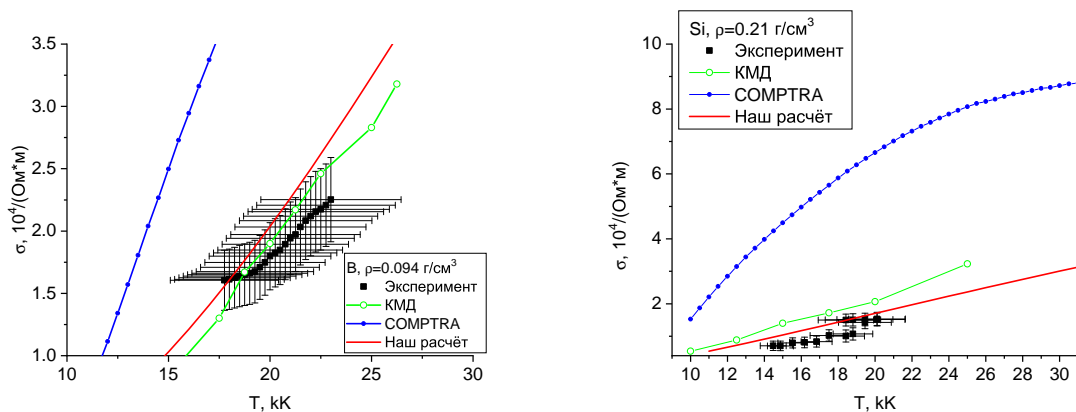 3.5
3.0
2.5
2.0
1.5
1.0
σ, 10⁴/(Ом*м)
10 15 20 25 30
T, kK
B, ρ=0.094 г/см³
Эксперимент
КМД
COMPTRA
Наш расчёт
10
8
6
4
2
σ, 10⁴/(Ом*м)
10 12 14 16 18 20 22 24 26 28 30
T, kK
Si, ρ=0.21 г/см³
Эксперимент
КМД
COMPTRA
Наш расчёт